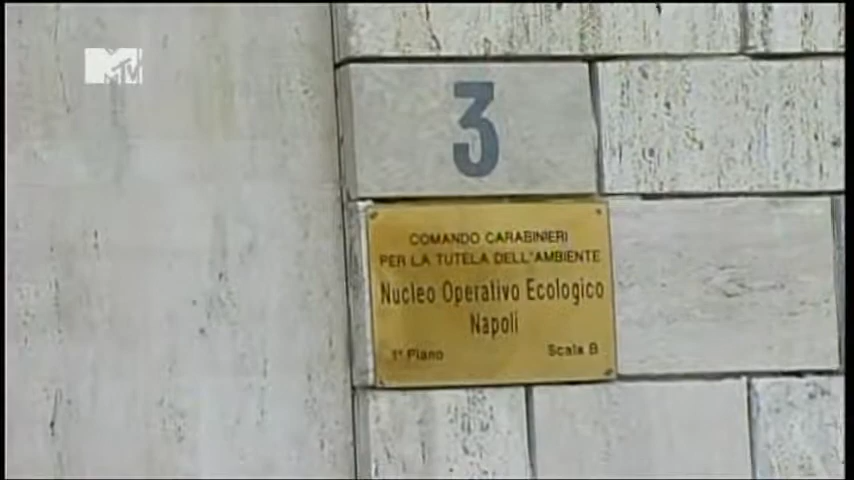 MTV
3
COMANDO CARABINIERI
PER LA TUTELA DELL'AMBIENTE
Nucleo Operativo Ecologico
Napoli
1° Piano Scala B